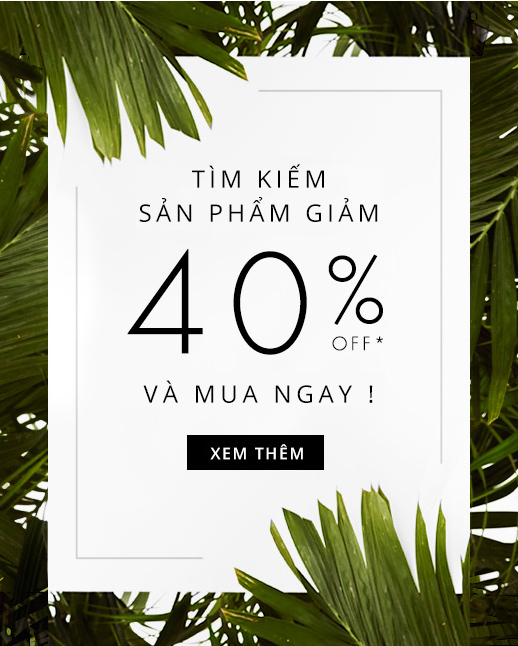 TÌM KIẾM
SẢN PHẨM GIẢM
40%
OFF*
VÀ MUA NGAY !
XEM THÊM